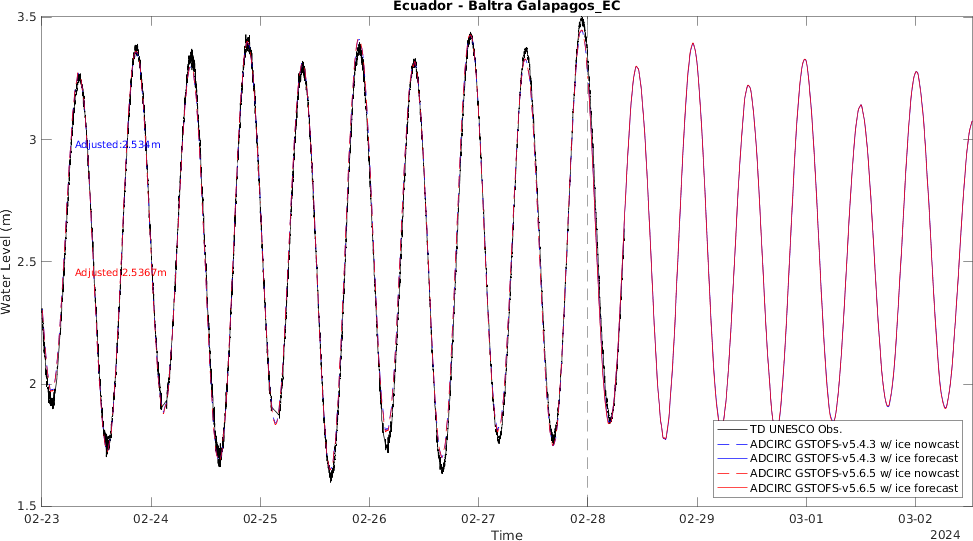 Ecuador - Baltra Galapagos_EC
3.5
3
2.5
2
1.5
Water Level (m)
Adjusted:2.534m
Adjusted:2.5367m
TD UNESCO Obs.
ADCIRC GSTOFS-v5.4.3 w/ ice nowcast
ADCIRC GSTOFS-v5.4.3 w/ ice forecast
ADCIRC GSTOFS-v5.6.5 w/ ice nowcast
ADCIRC GSTOFS-v5.6.5 w/ ice forecast
02-23 02-24 02-25 02-26 02-27 02-28 02-29 03-01 03-02
Time
2024